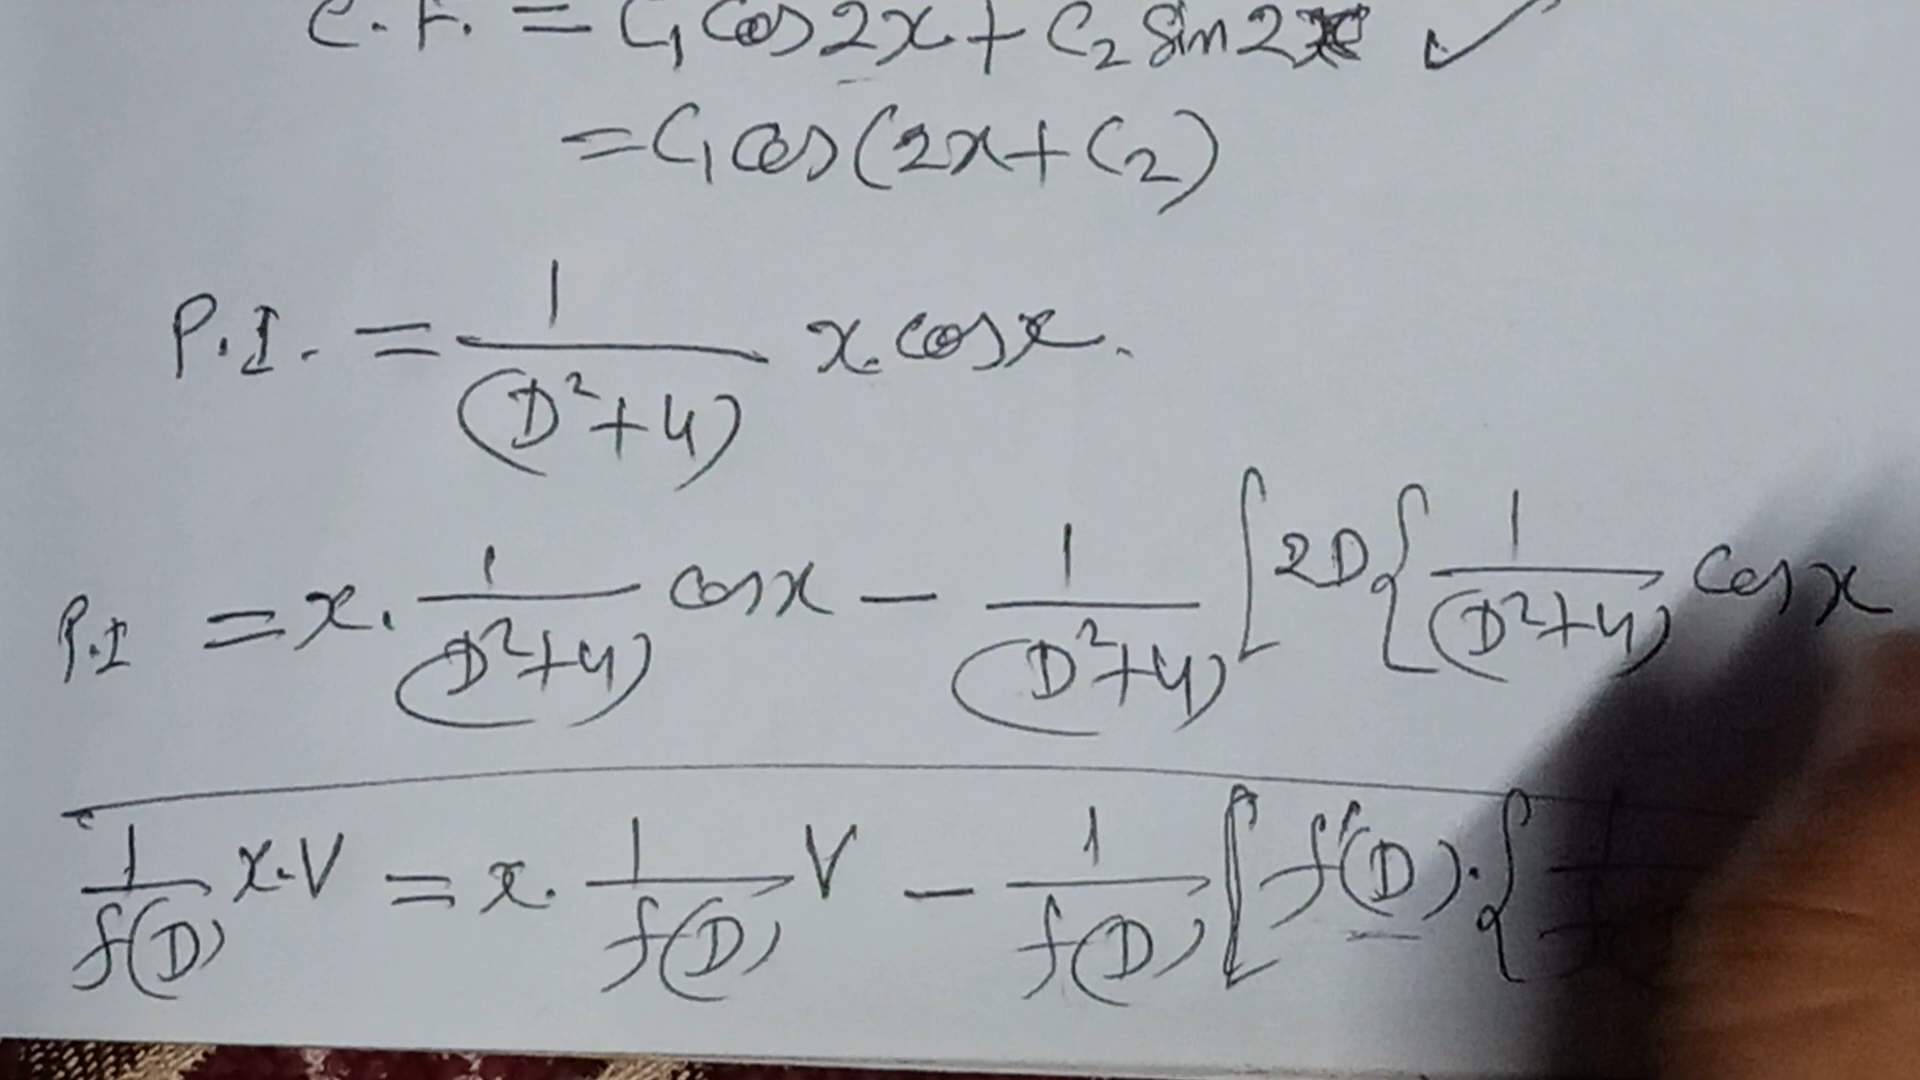 C.F. = C₁ cos 2x + C₂ sin 2x ✓
= C₁ cos (2x + C₂)
P.I. = 1/(D²+4) x. cos x.
P.I = x. 1/(D²+4) cos x − 1/(D²+4) [2D{1/(D²+4) cos x
1/f(D) x.V = x. 1/f(D) V − 1/f(D) [f'(D).{